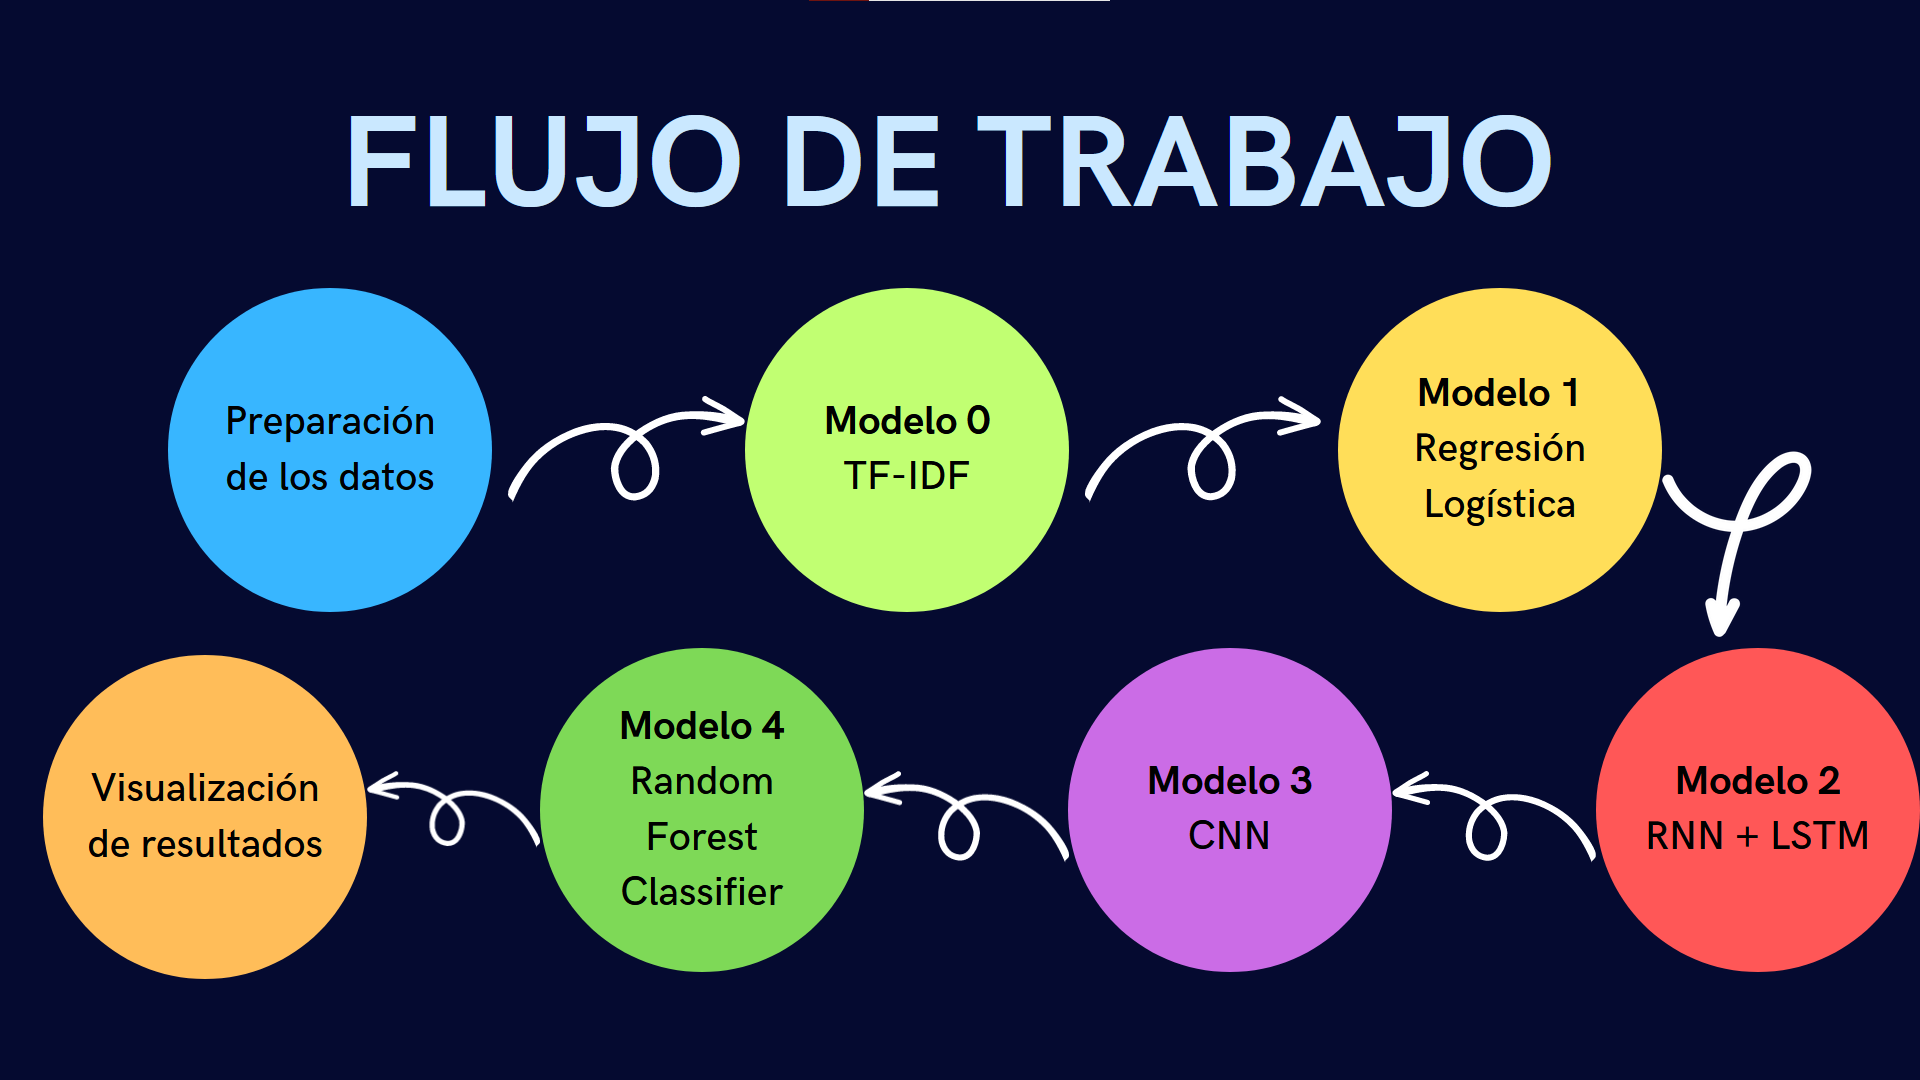 FLUJO DE TRABAJO
Preparación
de los datos
Modelo 0
TF-IDF
Modelo 1
Regresión
Logística
Modelo 2
RNN + LSTM
Modelo 3
CNN
Modelo 4
Random
Forest
Classifier
Visualización
de resultados